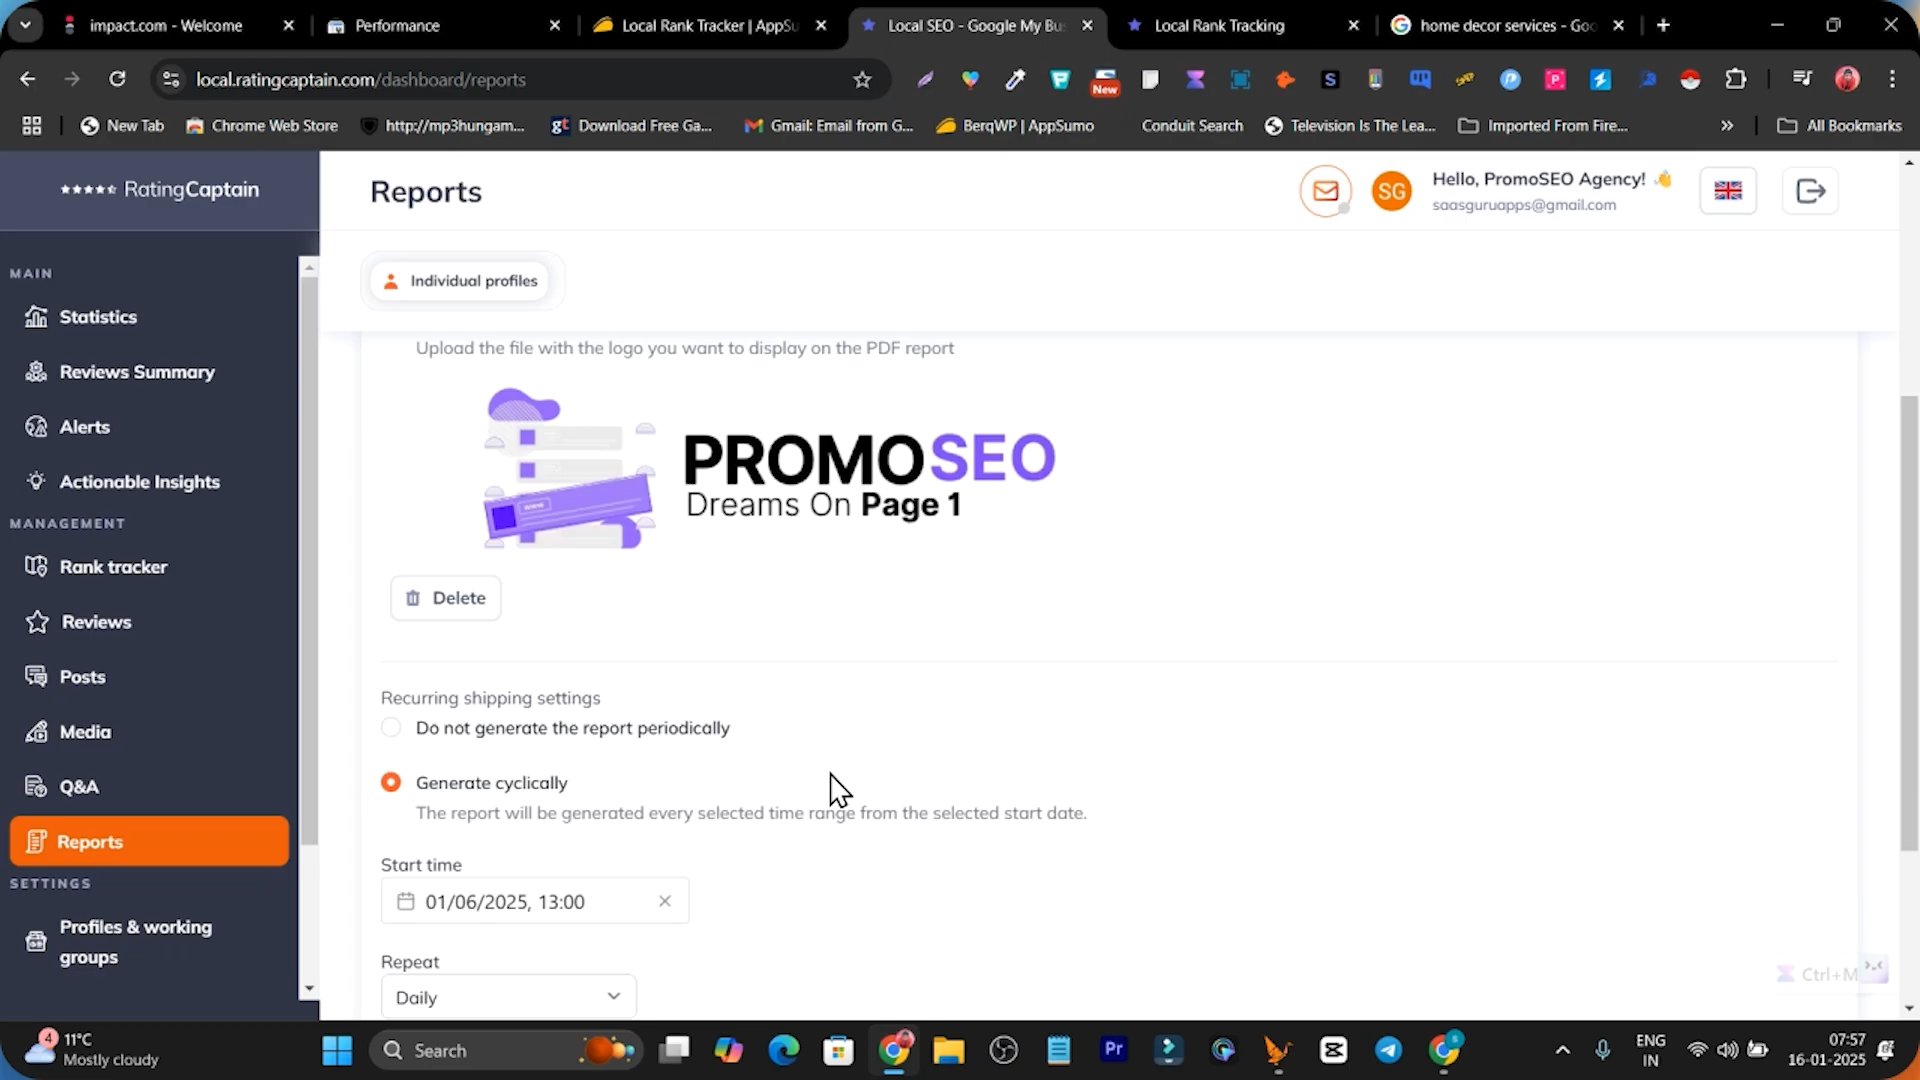 impact.com - Welcome
Performance
Local Rank Tracker | AppSu
Local SEO - Google My Bus
Local Rank Tracking
home decor services - Goo
local.ratingcaptain.com/dashboard/reports
New
New Tab
Chrome Web Store
http://mp3hungam...
Download Free Ga...
Gmail: Email from G...
BerqWP | AppSumo
Conduit Search
Television Is The Lea...
Imported From Fire...
All Bookmarks
RatingCaptain
Reports
SG
Hello, PromoSEO Agency!
saasguruapps@gmail.com
Individual profiles
MAIN
Statistics
Reviews Summary
Alerts
Actionable Insights
MANAGEMENT
Rank tracker
Reviews
Posts
Media
Q&A
Reports
SETTINGS
Profiles & working
groups
Upload the file with the logo you want to display on the PDF report
PROMOSEO
Dreams On Page 1
Delete
Recurring shipping settings
Do not generate the report periodically
Generate cyclically
The report will be generated every selected time range from the selected start date.
Start time
01/06/2025, 13:00
Repeat
Daily
Ctrl+M
4
11°C
Mostly cloudy
Search
Pr
ENG
IN
07:57
16-01-2025